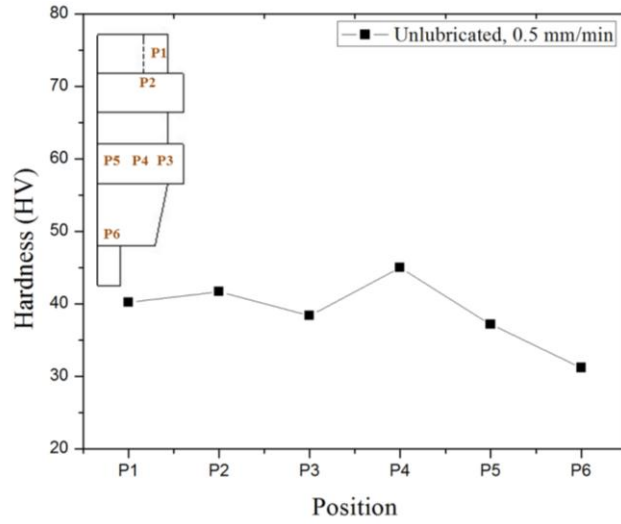 80
70
60
50
40
30
20
Hardness (HV)
Unlubricated, 0.5 mm/min
P1
P2
P5 P4 P3
P6
P1 P2 P3 P4 P5 P6
Position